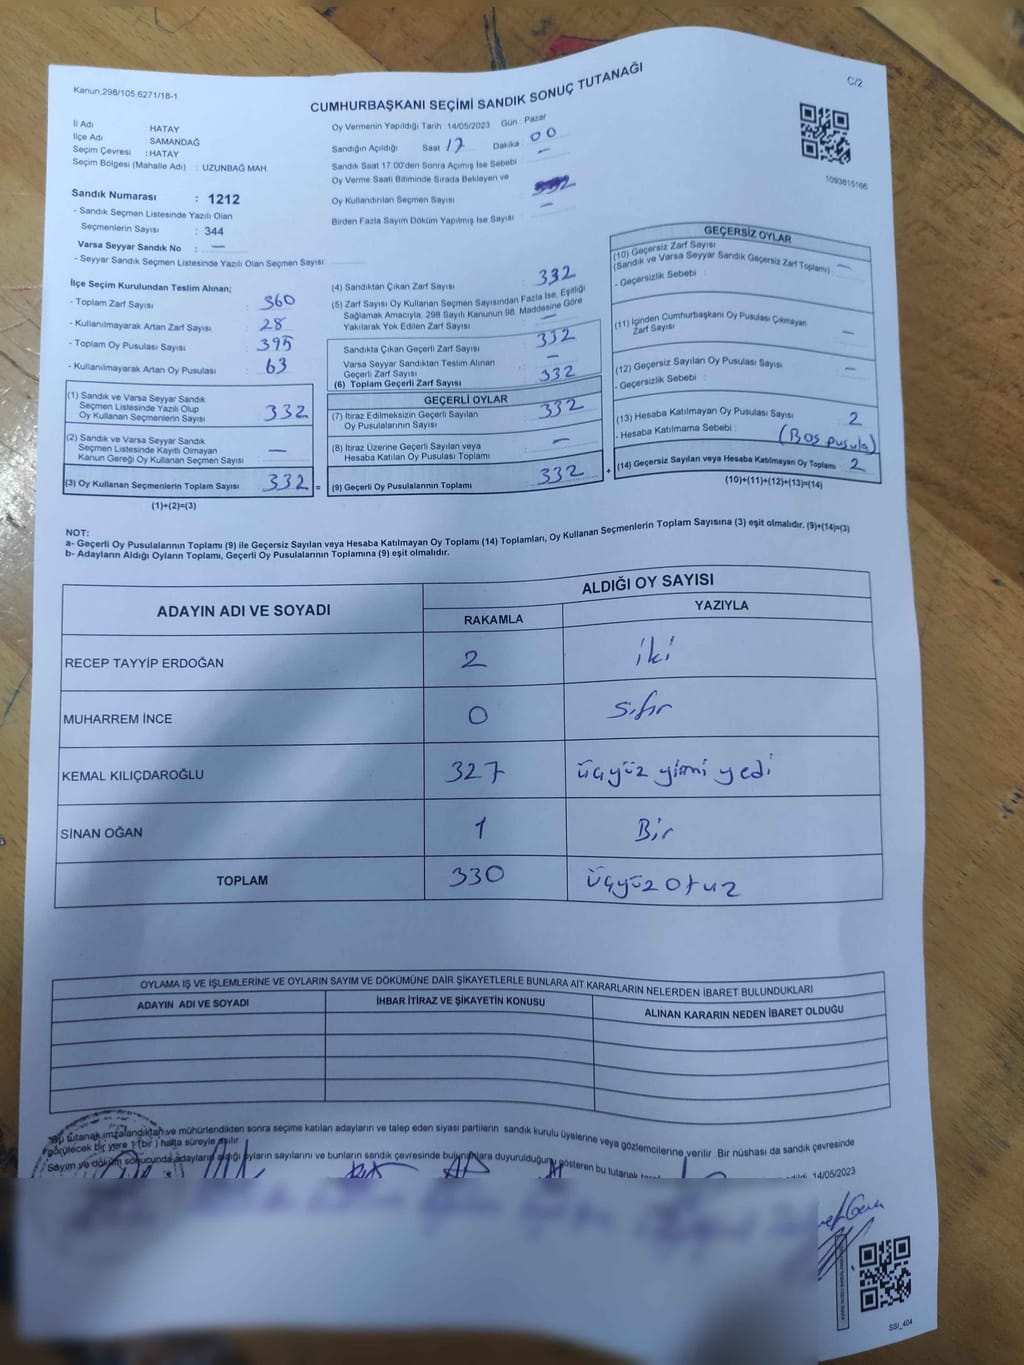 Kanun.298/105.6271/18-1
C/2
CUMHURBAŞKANI SEÇİMİ SANDIK SONUÇ TUTANAĞI
İl Adı HATAY
İlçe Adı SAMANDAĞ
Seçim Çevresi : HATAY
Seçim Bölgesi (Mahalle Adı) : UZUNBAĞ MAH.
Sandık Numarası : 1212
- Sandık Seçmen Listesinde Yazılı Olan
Seçmenlerin Sayısı : 344
Varsa Seyyar Sandık No : —
- Seyyar Sandık Seçmen Listesinde Yazılı Olan Seçmen Sayısı:
Oy Vermenin Yapıldığı Tarih 14/05/2023 Gün : Pazar
Sandığın Açıldığı Saat 17 Dakika 00
Sandık Saat 17:00'den Sonra Açımış İse Sebebi —
Oy Verme Saati Bitiminde Sırada Bekleyen ve
Oy Kullandırılan Seçmen Sayısı —
Birden Fazla Sayım Döküm Yapılmış İse Sayısı
1093815166
İlçe Seçim Kurulundan Teslim Alınan;
- Toplam Zarf Sayısı : 360
- Kullanılmayarak Artan Zarf Sayısı : 28
- Toplam Oy Pusulası Sayısı : 395
- Kullanılmayarak Artan Oy Pusulası : 63
(1) Sandık ve Varsa Seyyar Sandık
Seçmen Listesinde Yazılı Olup
Oy Kullanan Seçmenlerin Sayısı : 332
(2) Sandık ve Varsa Seyyar Sandık
Seçmen Listesinde Kayıtlı Olmayan
Kanun Gereği Oy Kullanan Seçmen Sayısı : —
(3) Oy Kullanan Seçmenlerin Toplam Sayısı : 332 =
(1)+(2)=(3)
(4) Sandıktan Çıkan Zarf Sayısı : 332
(5) Zarf Sayısı Oy Kullanan Seçmen Sayısından Fazla İse, Eşitliği
Sağlamak Amacıyla, 298 Sayılı Kanunun 98. Maddesine Göre
Yakılarak Yok Edilen Zarf Sayısı : —
Sandıkta Çıkan Geçerli Zarf Sayısı : 332
Varsa Seyyar Sandıktan Teslim Alınan
Geçerli Zarf Sayısı : —
(6) Toplam Geçerli Zarf Sayısı : 332
GEÇERLİ OYLAR
(7) İtiraz Edilmeksizin Geçerli Sayılan
Oy Pusulalarının Sayısı : 332
(8) İtiraz Üzerine Geçerli Sayılan veya
Hesaba Katılan Oy Pusulası Toplamı : —
(9) Geçerli Oy Pusulalarının Toplamı : 332 +
GEÇERSİZ OYLAR
(10) Geçersiz Zarf Sayısı
(Sandık ve Varsa Seyyar Sandık Geçersiz Zarf Toplamı) : —
- Geçersizlik Sebebi :
(11) İçinden Cumhurbaşkanı Oy Pusulası Çıkmayan
Zarf Sayısı —
(12) Geçersiz Sayılan Oy Pusulası Sayısı : —
- Geçersizlik Sebebi :
(13) Hesaba Katılmayan Oy Pusulası Sayısı : 2
- Hesaba Katılmama Sebebi : (Boş pusula)
(14) Geçersiz Sayılan veya Hesaba Katılmayan Oy Toplamı : 2
(10)+(11)+(12)+(13)=(14)
NOT:
a- Geçerli Oy Pusulalarının Toplamı (9) ile Geçersiz Sayılan veya Hesaba Katılmayan Oy Toplamı (14) Toplamları, Oy Kullanan Seçmenlerin Toplam Sayısına (3) eşit olmalıdır. (9)+(14)=(3)
b- Adayların Aldığı Oyların Toplamı, Geçerli Oy Pusulalarının Toplamına (9) eşit olmalıdır.
ADAYIN ADI VE SOYADI
ALDIĞI OY SAYISI
RAKAMLA YAZIYLA
RECEP TAYYİP ERDOĞAN 2 iki
MUHARREM İNCE 0 Sıfır
KEMAL KILIÇDAROĞLU 327 üçyüz yirmi yedi
SİNAN OĞAN 1 Bir
TOPLAM 330 üçyüz otuz
OYLAMA İŞ VE İŞLEMLERİNE VE OYLARIN SAYIM VE DÖKÜMÜNE DAİR ŞİKAYETLERLE BUNLARA AİT KARARLARIN NELERDEN İBARET BULUNDUKLARI
ADAYIN ADI VE SOYADI İHBAR İTİRAZ VE ŞİKAYETİN KONUSU ALINAN KARARIN NEDEN İBARET OLDUĞU
"Bu tutanak imzalandıktan ve mühürlendikten sonra seçime katılan adayların ve talep eden siyasi partilerin sandık kurulu üyelerine veya gözlemcilerine verilir. Bir nüshası da sandık çevresinde
görülecek bir yere 1 (bir) hafta süreyle asılır.
Sayım ve döküm sonucunda adayların aldığı oyların sayılarını ve bunların sandık çevresinde bulunanlara duyurulduğunu gösteren bu tutanak 14/05/2023
SSI_404